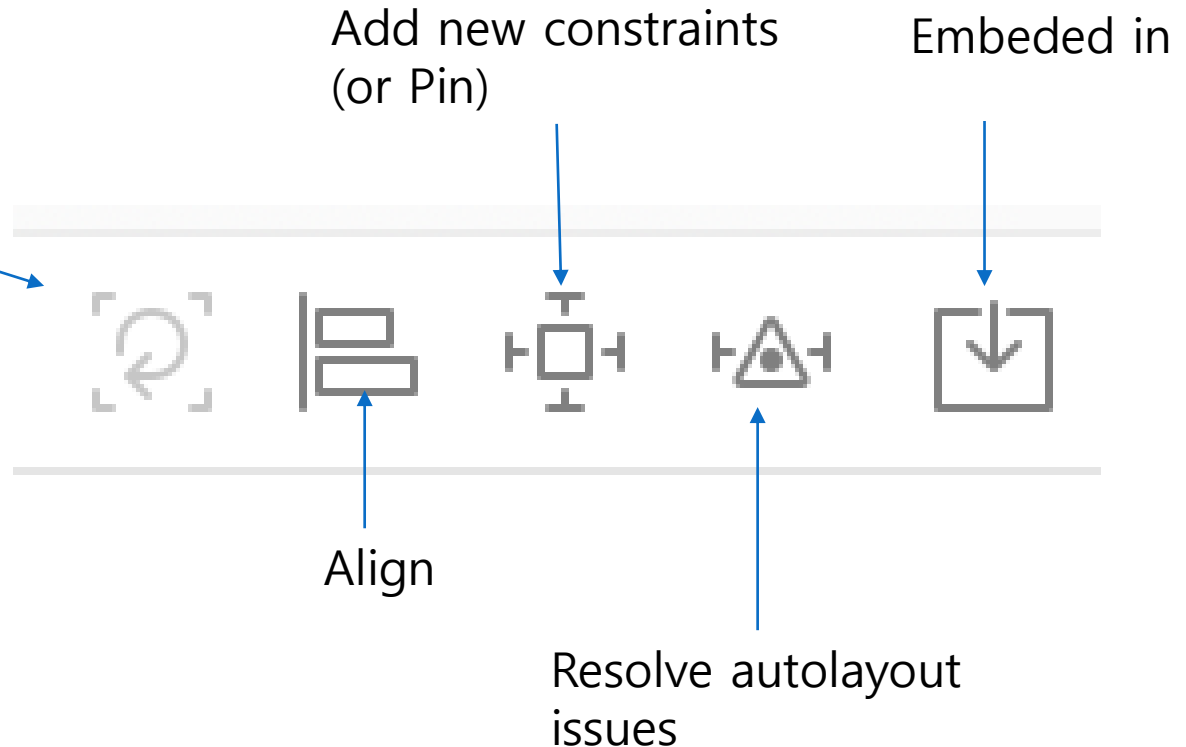 Add new constraints
(or Pin)
Embeded in
Align
Resolve autolayout
issues